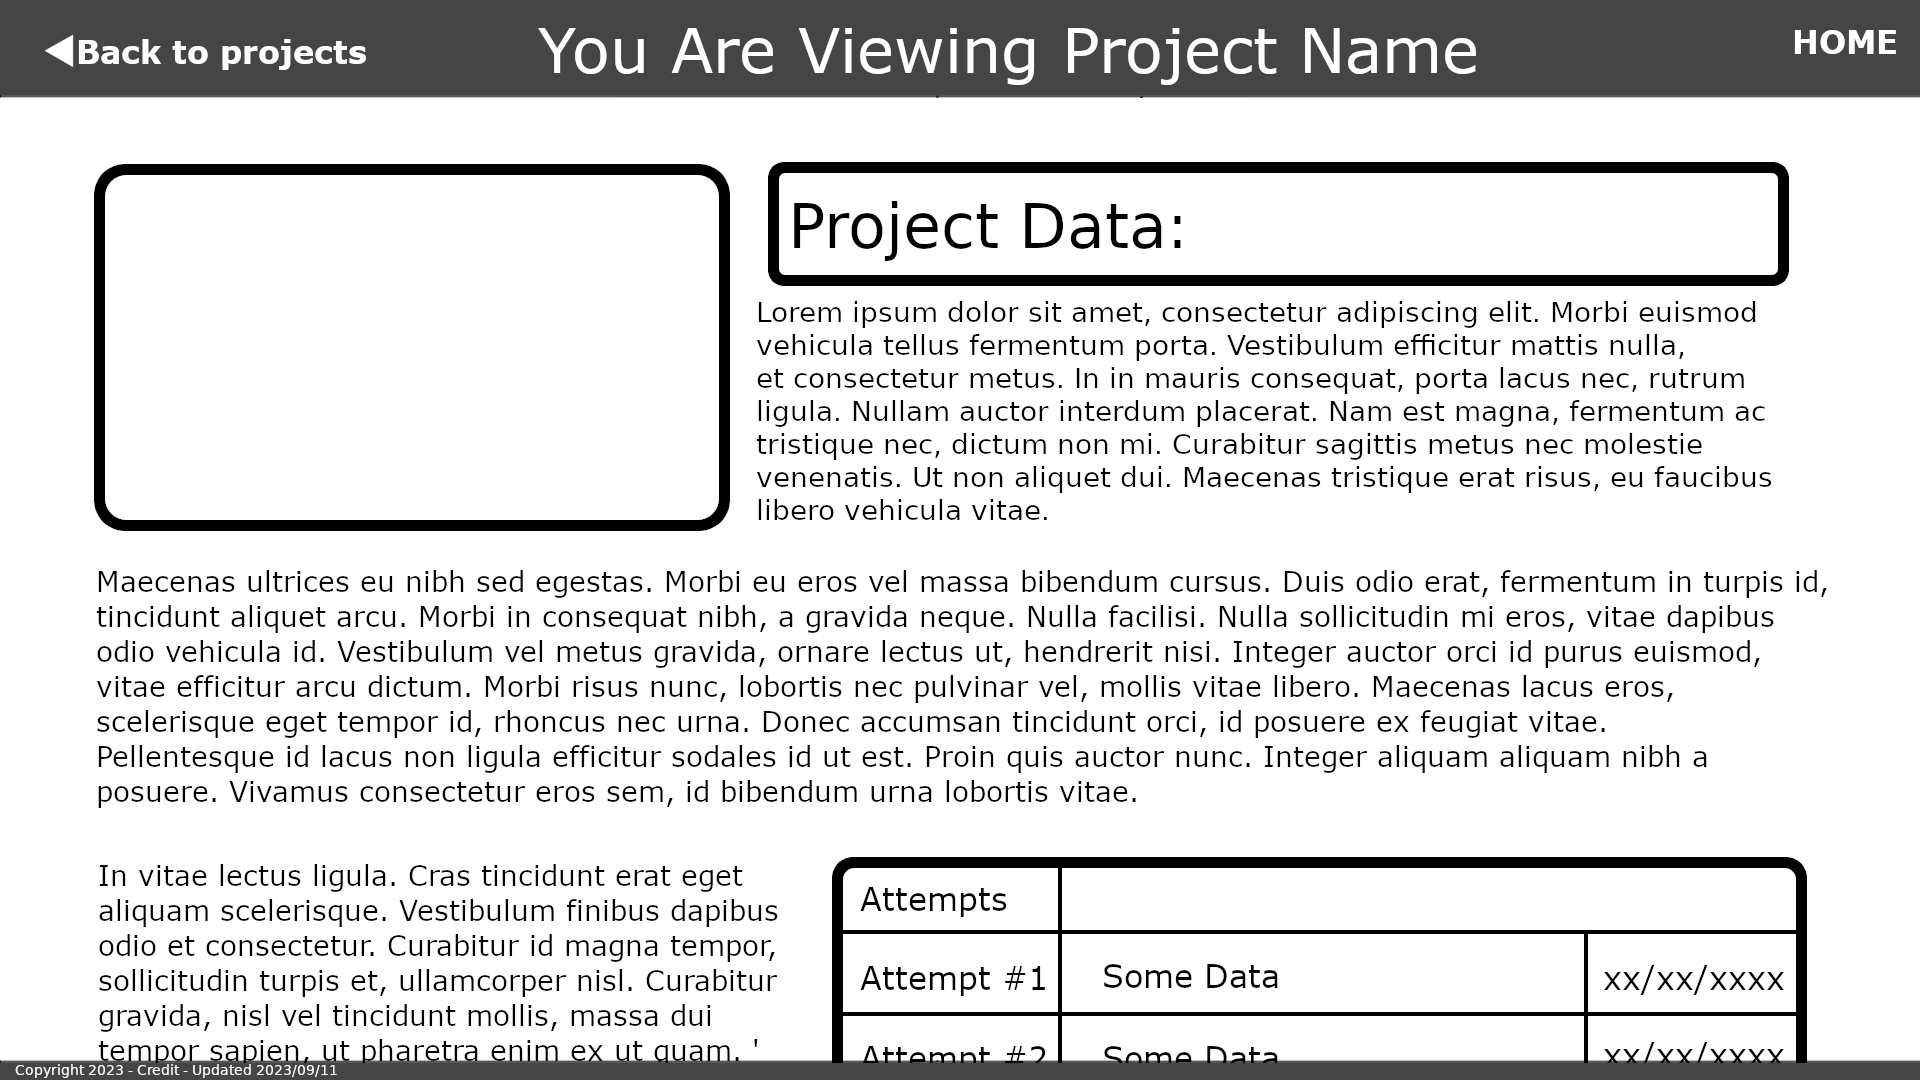 Back to projects
You Are Viewing Project Name
HOME
Project Data:
Lorem ipsum dolor sit amet, consectetur adipiscing elit. Morbi euismod
vehicula tellus fermentum porta. Vestibulum efficitur mattis nulla,
et consectetur metus. In in mauris consequat, porta lacus nec, rutrum
ligula. Nullam auctor interdum placerat. Nam est magna, fermentum ac
tristique nec, dictum non mi. Curabitur sagittis metus nec molestie
venenatis. Ut non aliquet dui. Maecenas tristique erat risus, eu faucibus
libero vehicula vitae.
Maecenas ultrices eu nibh sed egestas. Morbi eu eros vel massa bibendum cursus. Duis odio erat, fermentum in turpis id,
tincidunt aliquet arcu. Morbi in consequat nibh, a gravida neque. Nulla facilisi. Nulla sollicitudin mi eros, vitae dapibus
odio vehicula id. Vestibulum vel metus gravida, ornare lectus ut, hendrerit nisi. Integer auctor orci id purus euismod,
vitae efficitur arcu dictum. Morbi risus nunc, lobortis nec pulvinar vel, mollis vitae libero. Maecenas lacus eros,
scelerisque eget tempor id, rhoncus nec urna. Donec accumsan tincidunt orci, id posuere ex feugiat vitae.
Pellentesque id lacus non ligula efficitur sodales id ut est. Proin quis auctor nunc. Integer aliquam aliquam nibh a
posuere. Vivamus consectetur eros sem, id bibendum urna lobortis vitae.
In vitae lectus ligula. Cras tincidunt erat eget
aliquam scelerisque. Vestibulum finibus dapibus
odio et consectetur. Curabitur id magna tempor,
sollicitudin turpis et, ullamcorper nisl. Curabitur
gravida, nisl vel tincidunt mollis, massa dui
tempor sapien, ut pharetra enim ex ut quam. '
Attempts
Attempt #1 Some Data xx/xx/xxxx
Attempt #2 Some Data xx/xx/xxxx
Copyright 2023 - Credit - Updated 2023/09/11